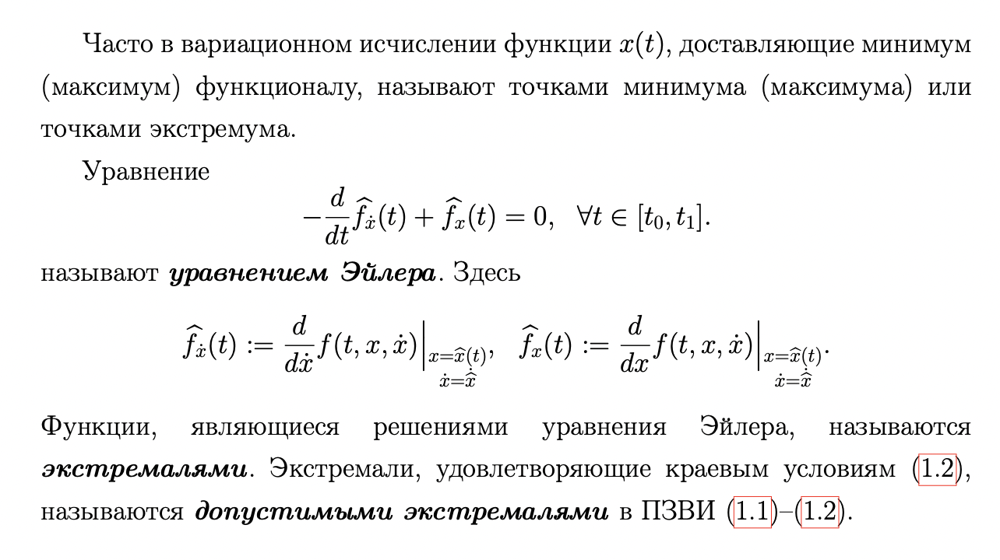 Часто в вариационном исчислении функции x(t), доставляющие минимум
(максимум) функционалу, называют точками минимума (максимума) или
точками экстремума.
Уравнение
$-\frac{d}{dt}\widehat{f}_{\dot{x}}(t) + \widehat{f}_{x}(t) = 0, \ \ \forall t \in [t_0, t_1].$
называют уравнением Эйлера. Здесь
$\widehat{f}_{\dot{x}}(t) := \frac{d}{d\dot{x}} f(t, x, \dot{x})\Big|_{\substack{x=\widehat{x}(t) \\ \dot{x}=\dot{\widehat{x}}}}, \ \ \widehat{f}_{x}(t) := \frac{d}{dx} f(t, x, \dot{x})\Big|_{\substack{x=\widehat{x}(t) \\ \dot{x}=\dot{\widehat{x}}}}.$
Функции, являющиеся решениями уравнения Эйлера, называются
экстремалями. Экстремали, удовлетворяющие краевым условиям (1.2),
называются допустимыми экстремалями в ПЗВИ (1.1)–(1.2).